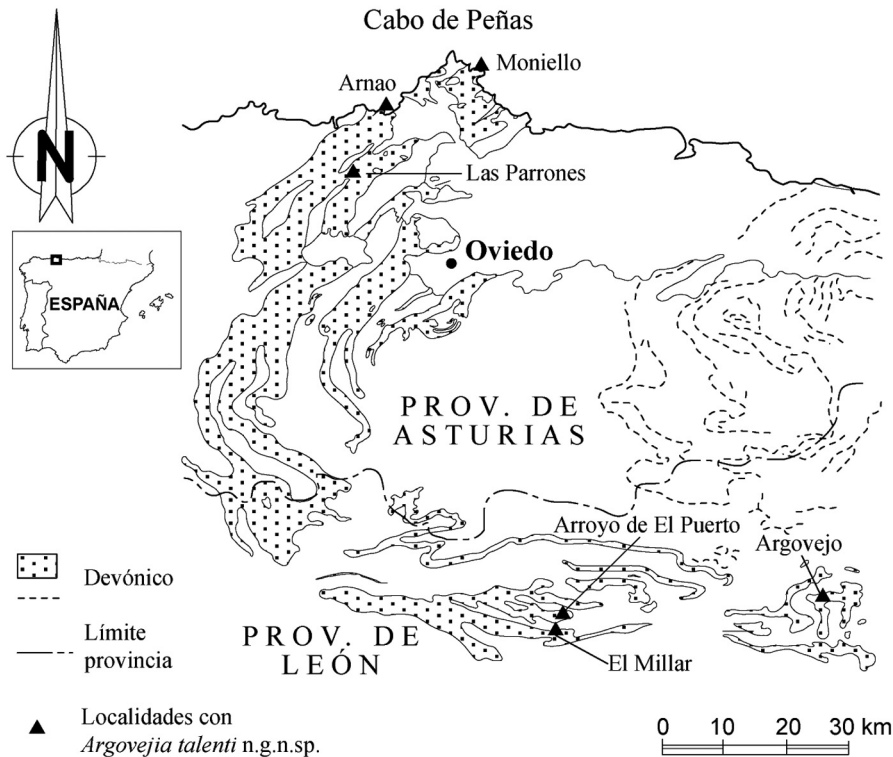 Cabo de Peñas
Moniello
Arnao
Las Parrones
N
Oviedo
ESPAÑA
PROV. DE
ASTURIAS
Arroyo de El Puerto
Argovejo
Devónico
Límite
provincia
PROV. DE
LEÓN
El Millar
Localidades con
Argovejia talenti n.g.n.sp.
0 10 20 30 km